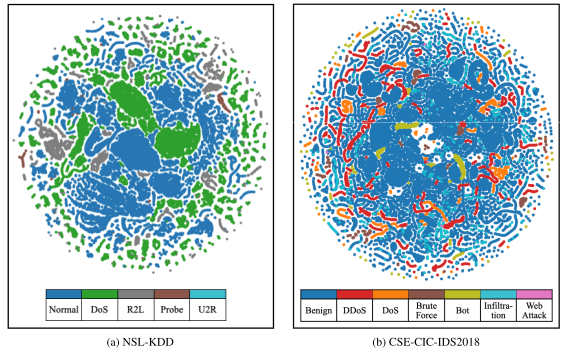 Normal DoS R2L Probe U2R
Benign DDoS DoS Brute Force Bot Infiltra-tion Web Attack
(a) NSL-KDD
(b) CSE-CIC-IDS2018